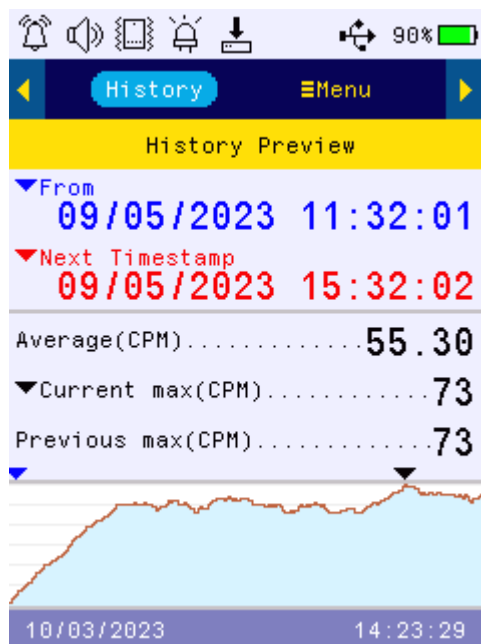 90%
History ≡Menu
History Preview
From
09/05/2023 11:32:01
Next Timestamp
09/05/2023 15:32:02
Average(CPM).............55.30
Current max(CPM)............73
Previous max(CPM)..............73
10/03/2023 14:23:29